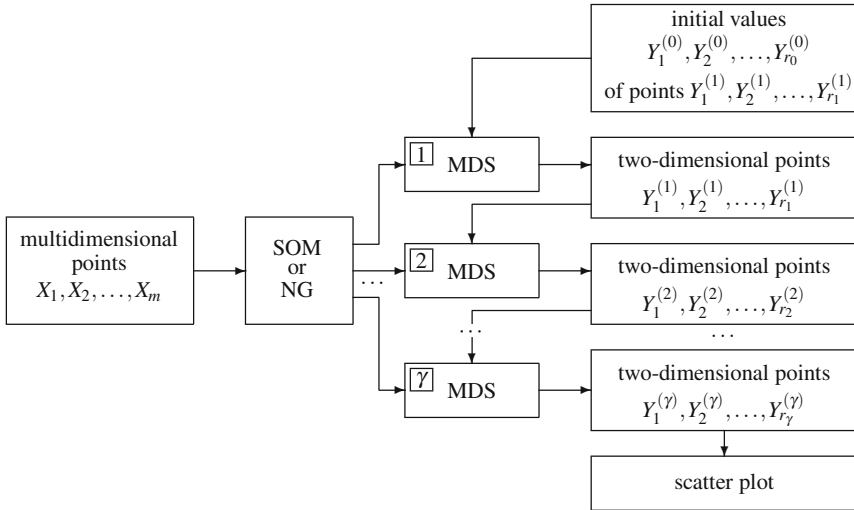 initial values
Y_1^{(0)}, Y_2^{(0)}, ..., Y_{r_0}^{(0)}
of points Y_1^{(1)}, Y_2^{(1)}, ..., Y_{r_1}^{(1)}
1
MDS
two-dimensional points
Y_1^{(1)}, Y_2^{(1)}, ..., Y_{r_1}^{(1)}
multidimensional
points
X_1, X_2, ..., X_m
SOM
or
NG
...
2
MDS
two-dimensional points
Y_1^{(2)}, Y_2^{(2)}, ..., Y_{r_2}^{(2)}
...
...
γ
MDS
two-dimensional points
Y_1^{(γ)}, Y_2^{(γ)}, ..., Y_{r_γ}^{(γ)}
scatter plot